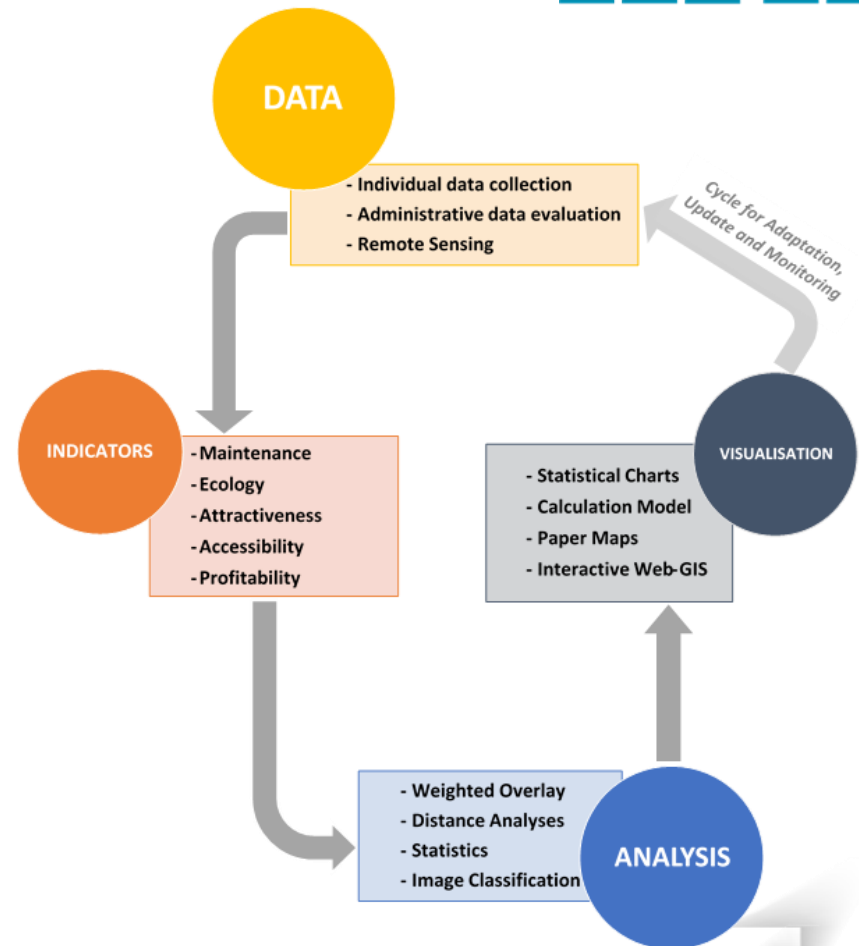 DATA
- Individual data collection
- Administrative data evaluation
- Remote Sensing
Cycle for Adaptation,
Update and Monitoring
INDICATORS
- Maintenance
- Ecology
- Attractiveness
- Accessibility
- Profitability
VISUALISATION
- Statistical Charts
- Calculation Model
- Paper Maps
- Interactive Web-GIS
- Weighted Overlay
- Distance Analyses
- Statistics
- Image Classification
ANALYSIS